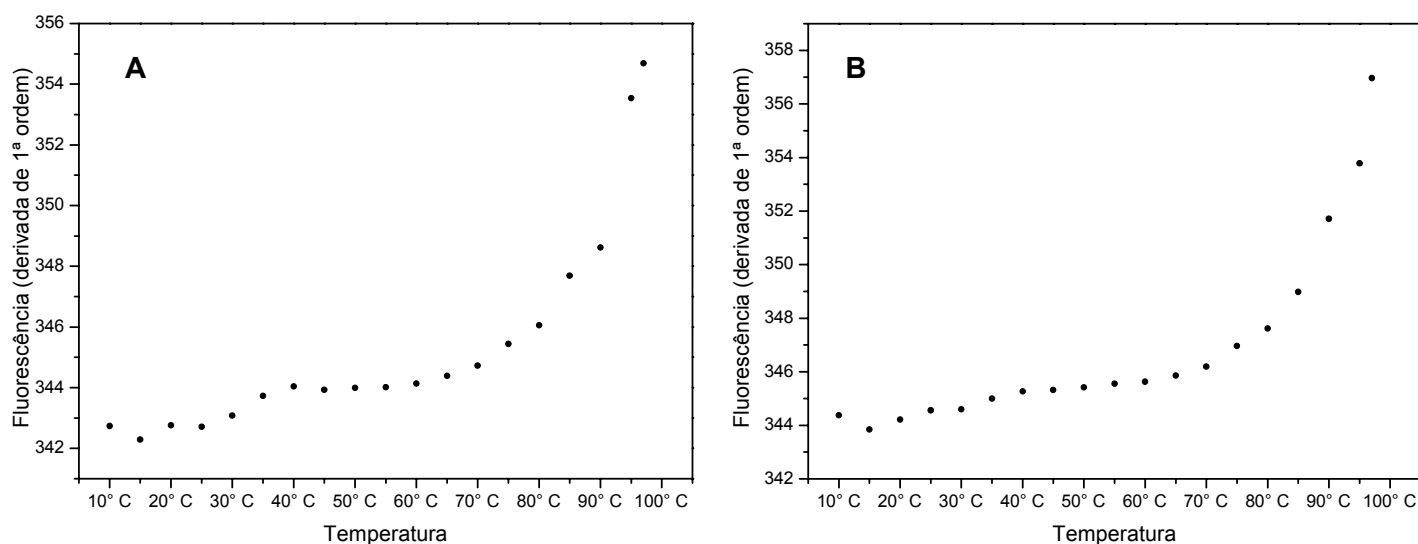 A
Fluorescência (derivada de 1ª ordem)
356
354
352
350
348
346
344
342
10° C 20° C 30° C 40° C 50° C 60° C 70° C 80° C 90° C 100° C
Temperatura
B
Fluorescência (derivada de 1ª ordem)
358
356
354
352
350
348
346
344
342
10° C 20° C 30° C 40° C 50° C 60° C 70° C 80° C 90° C 100° C
Temperatura